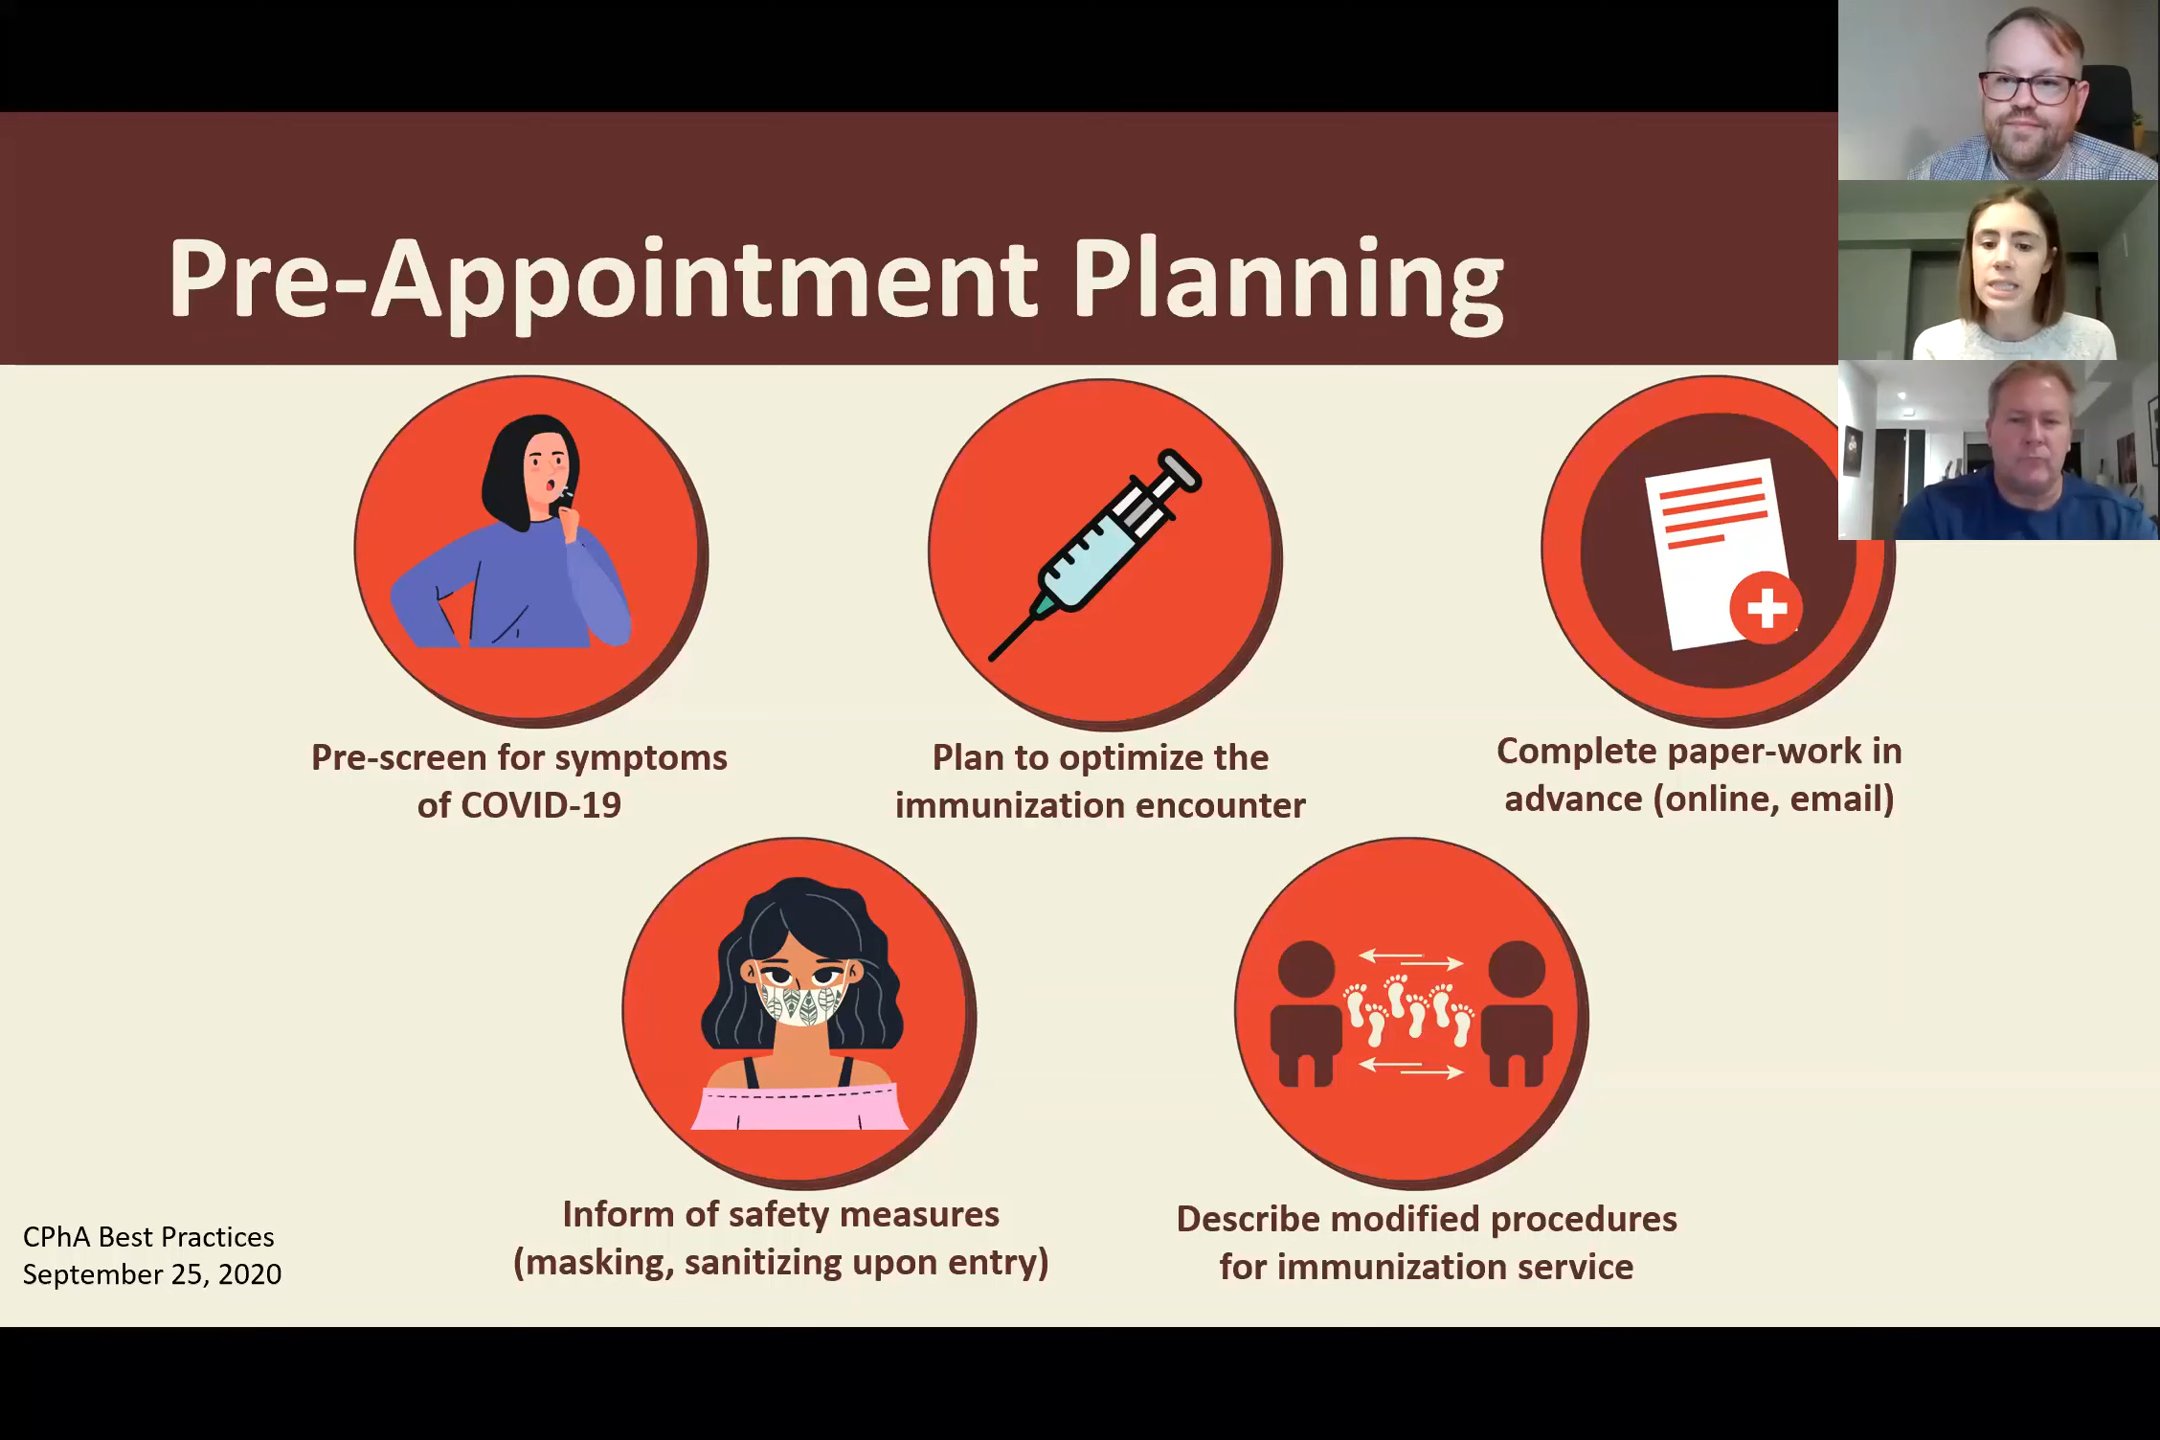 Pre-Appointment Planning
Pre-screen for symptoms
of COVID-19
Plan to optimize the
immunization encounter
Complete paper-work in
advance (online, email)
Inform of safety measures
(masking, sanitizing upon entry)
Describe modified procedures
for immunization service
CPhA Best Practices
September 25, 2020